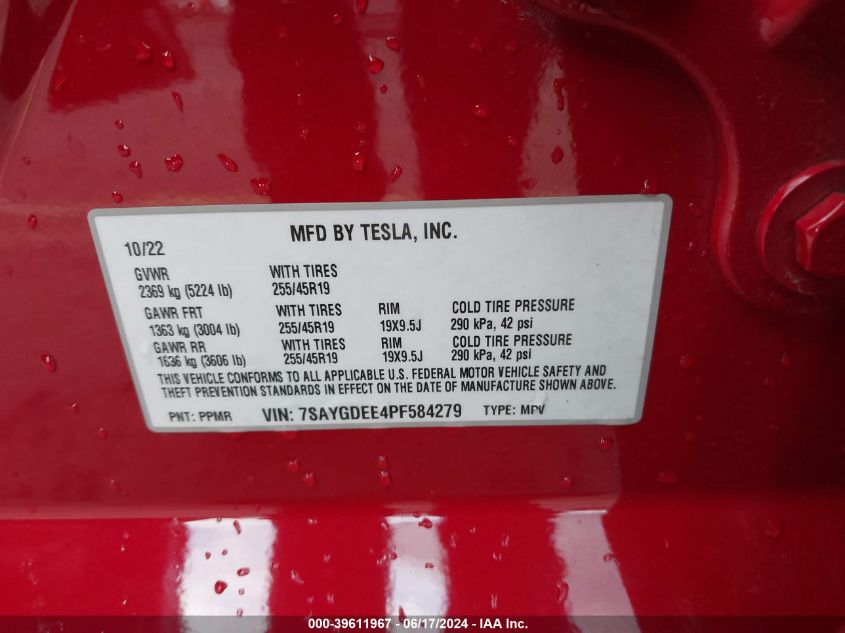 MFD BY TESLA, INC.
10/22
GVWR WITH TIRES
2369 kg (5224 lb) 255/45R19
GAWR FRT WITH TIRES RIM COLD TIRE PRESSURE
1363 kg (3004 lb) 255/45R19 19X9.5J 290 kPa, 42 psi
GAWR RR WITH TIRES RIM COLD TIRE PRESSURE
1636 kg (3606 lb) 255/45R19 19X9.5J 290 kPa, 42 psi
THIS VEHICLE CONFORMS TO ALL APPLICABLE U.S. FEDERAL MOTOR VEHICLE SAFETY AND
THEFT PREVENTION STANDARDS IN EFFECT ON THE DATE OF MANUFACTURE SHOWN ABOVE.
PNT: PPMR VIN: 7SAYGDEE4PF584279 TYPE: MPV
000-39611967 - 06/17/2024 - IAA Inc.